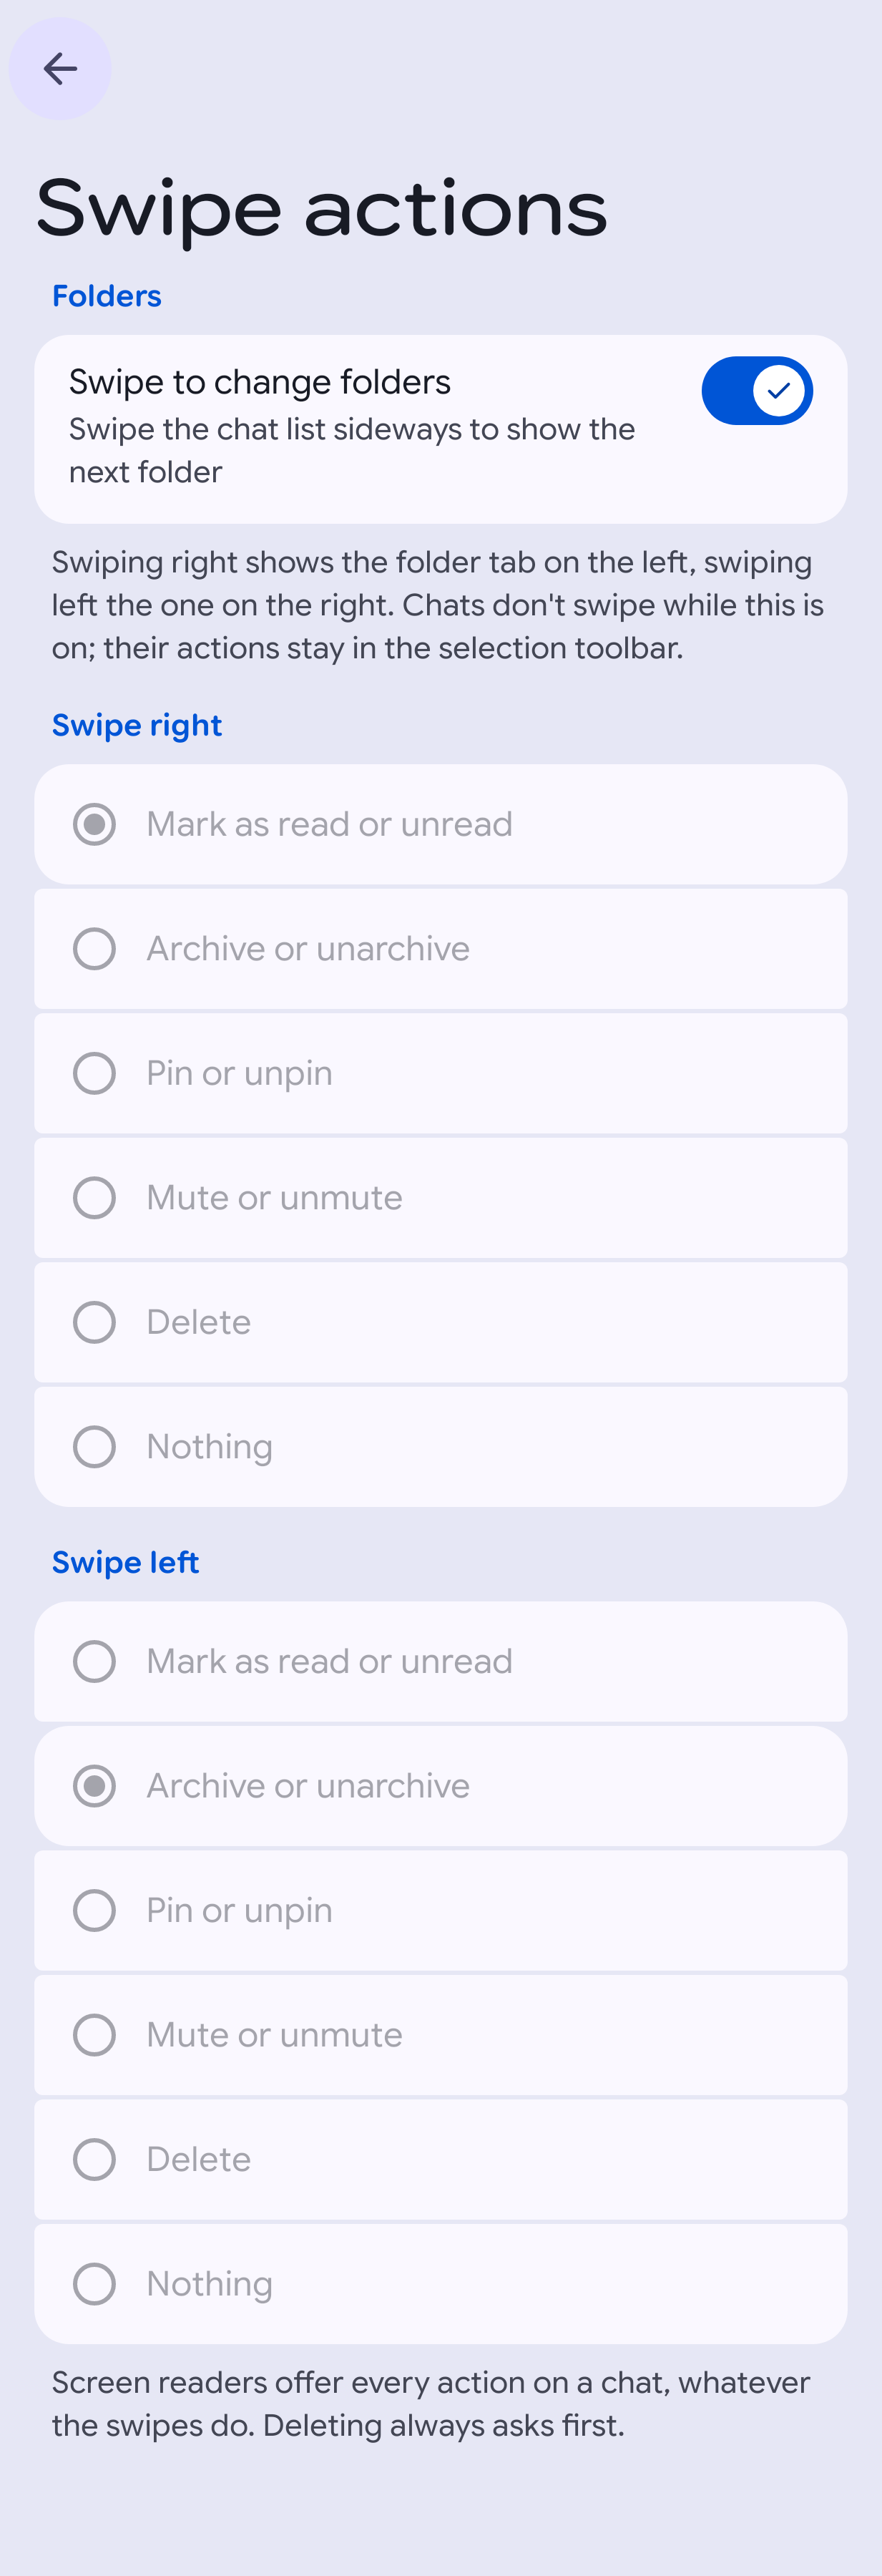 Swipe actions
Folders
Swipe to change folders
Swipe the chat list sideways to show the
next folder
Swiping right shows the folder tab on the left, swiping
left the one on the right. Chats don't swipe while this is
on; their actions stay in the selection toolbar.
Swipe right
Mark as read or unread
Archive or unarchive
Pin or unpin
Mute or unmute
Delete
Nothing
Swipe left
Mark as read or unread
Archive or unarchive
Pin or unpin
Mute or unmute
Delete
Nothing
Screen readers offer every action on a chat, whatever
the swipes do. Deleting always asks first.